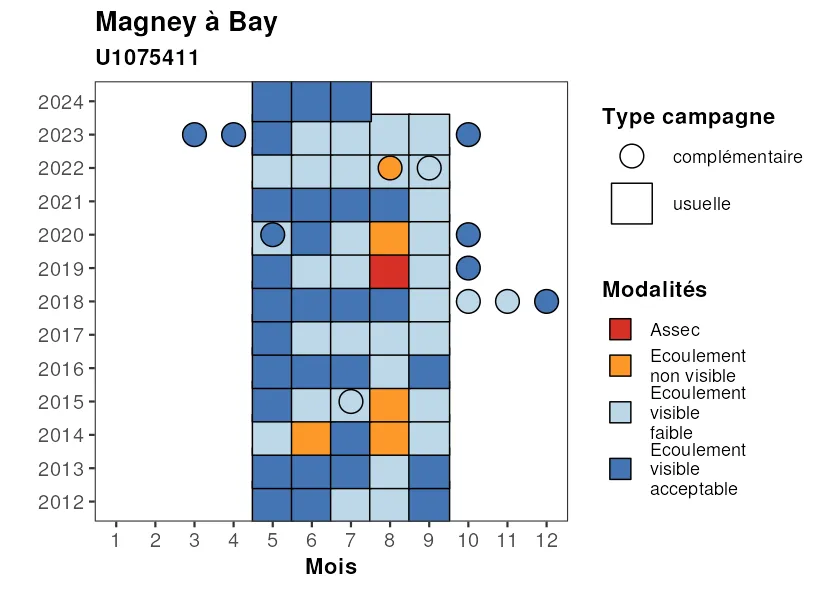 Magney à Bay
U1075411
2024
2023
2022
2021
2020
2019
2018
2017
2016
2015
2014
2013
2012
1 2 3 4 5 6 7 8 9 10 11 12
Mois
Type campagne
complémentaire
usuelle
Modalités
Assec
Ecoulement
non visible
Ecoulement
visible
faible
Ecoulement
visible
acceptable